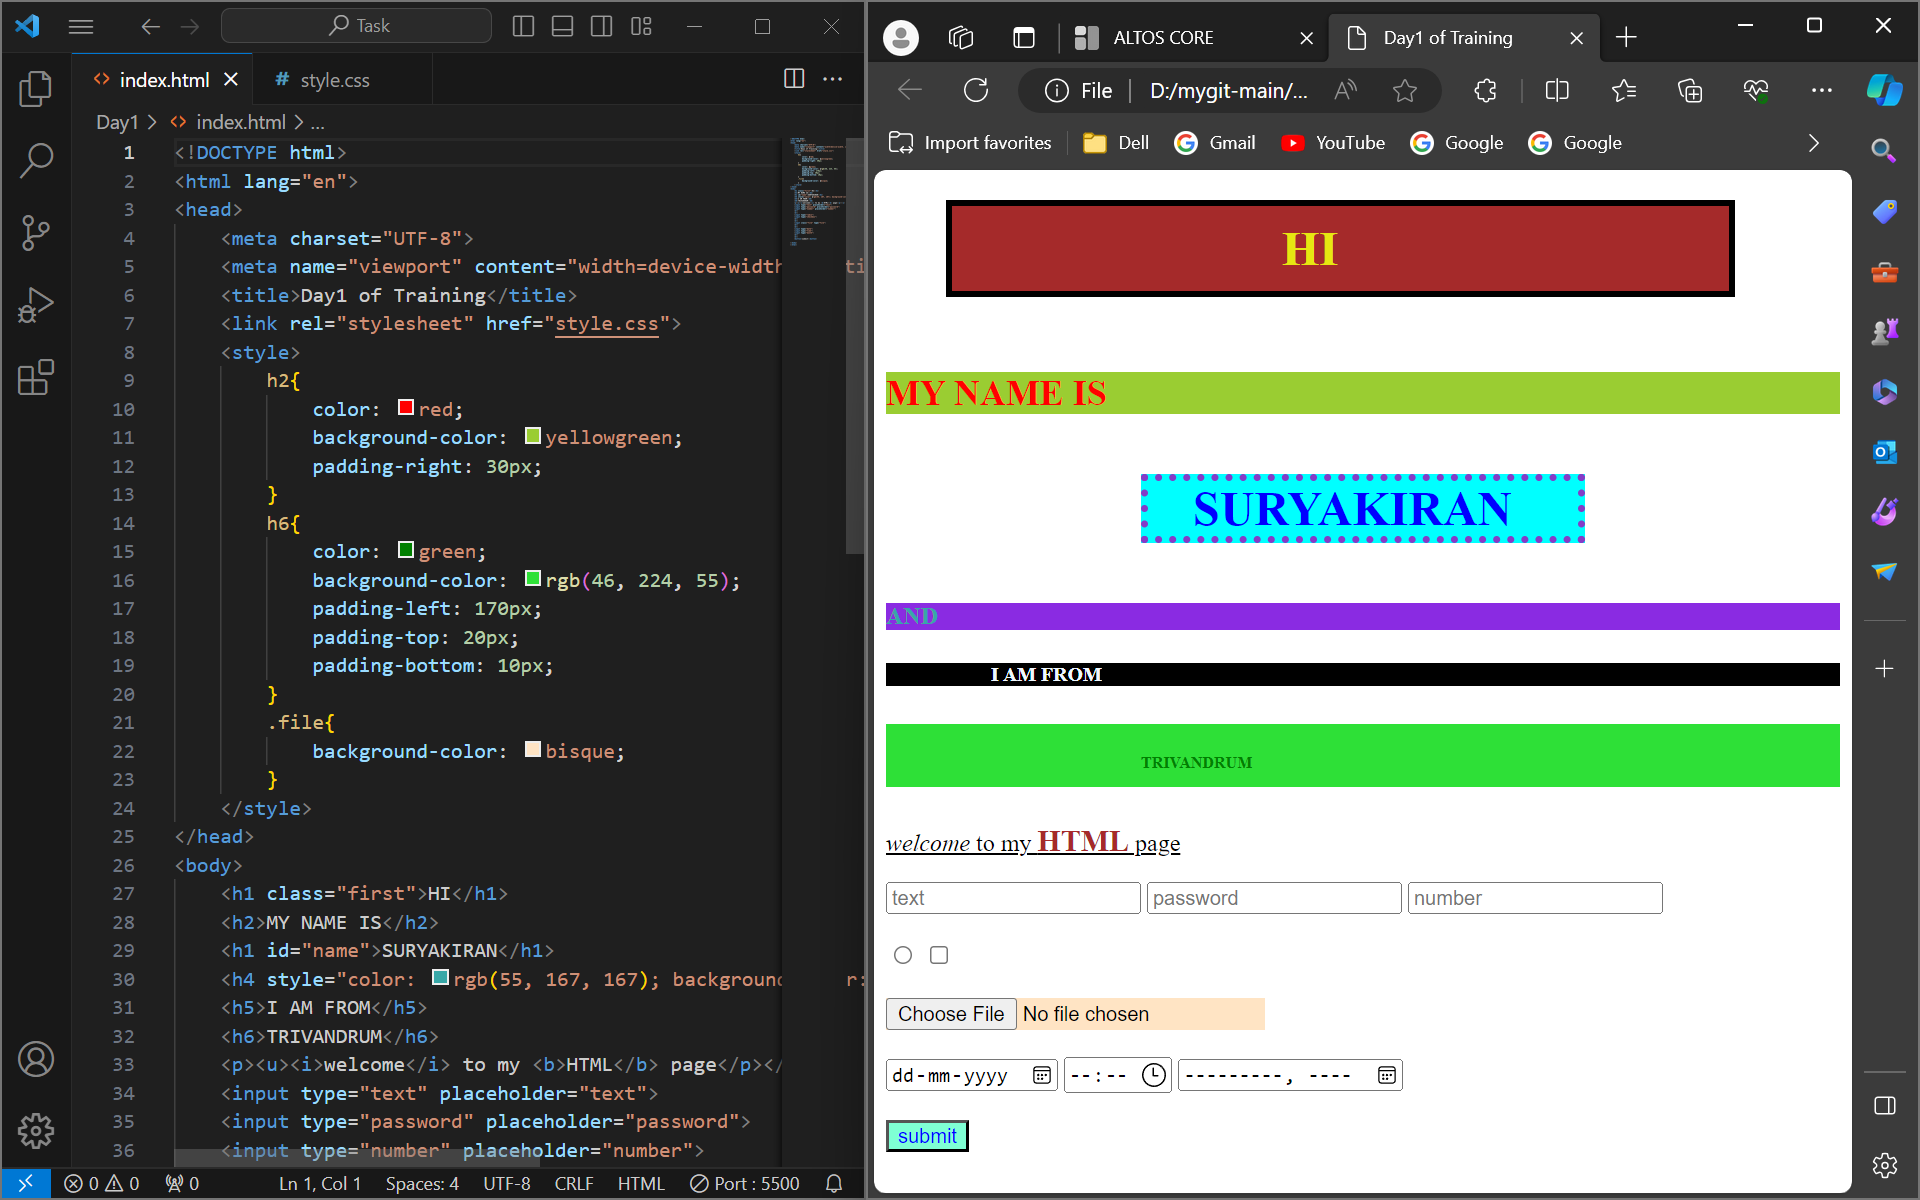 Task
index.html
style.css
Day1 > index.html > ...
1 <!DOCTYPE html>
2 <html lang="en">
3 <head>
4 <meta charset="UTF-8">
5 <meta name="viewport" content="width=device-width
6 <title>Day1 of Training</title>
7 <link rel="stylesheet" href="style.css">
8 <style>
9 h2{
10 color: red;
11 background-color: yellowgreen;
12 padding-right: 30px;
13 }
14 h6{
15 color: green;
16 background-color: rgb(46, 224, 55);
17 padding-left: 170px;
18 padding-top: 20px;
19 padding-bottom: 10px;
20 }
21 .file{
22 background-color: bisque;
23 }
24 </style>
25 </head>
26 <body>
27 <h1 class="first">HI</h1>
28 <h2>MY NAME IS</h2>
29 <h1 id="name">SURYAKIRAN</h1>
30 <h4 style="color: rgb(55, 167, 167); background r:
31 <h5>I AM FROM</h5>
32 <h6>TRIVANDRUM</h6>
33 <p><u><i>welcome</i> to my <b>HTML</b> page</p></
34 <input type="text" placeholder="text">
35 <input type="password" placeholder="password">
36 <input type="number" placeholder="number">
0 0 0 Ln 1, Col 1 Spaces: 4 UTF-8 CRLF HTML Port : 5500
ALTOS CORE
Day1 of Training
File D:/mygit-main/...
Import favorites Dell Gmail YouTube Google Google
HI
MY NAME IS
SURYAKIRAN
AND
I AM FROM
TRIVANDRUM
welcome to my HTML page
text password number
Choose File No file chosen
dd-mm-yyyy --:-- ---------, ----
submit